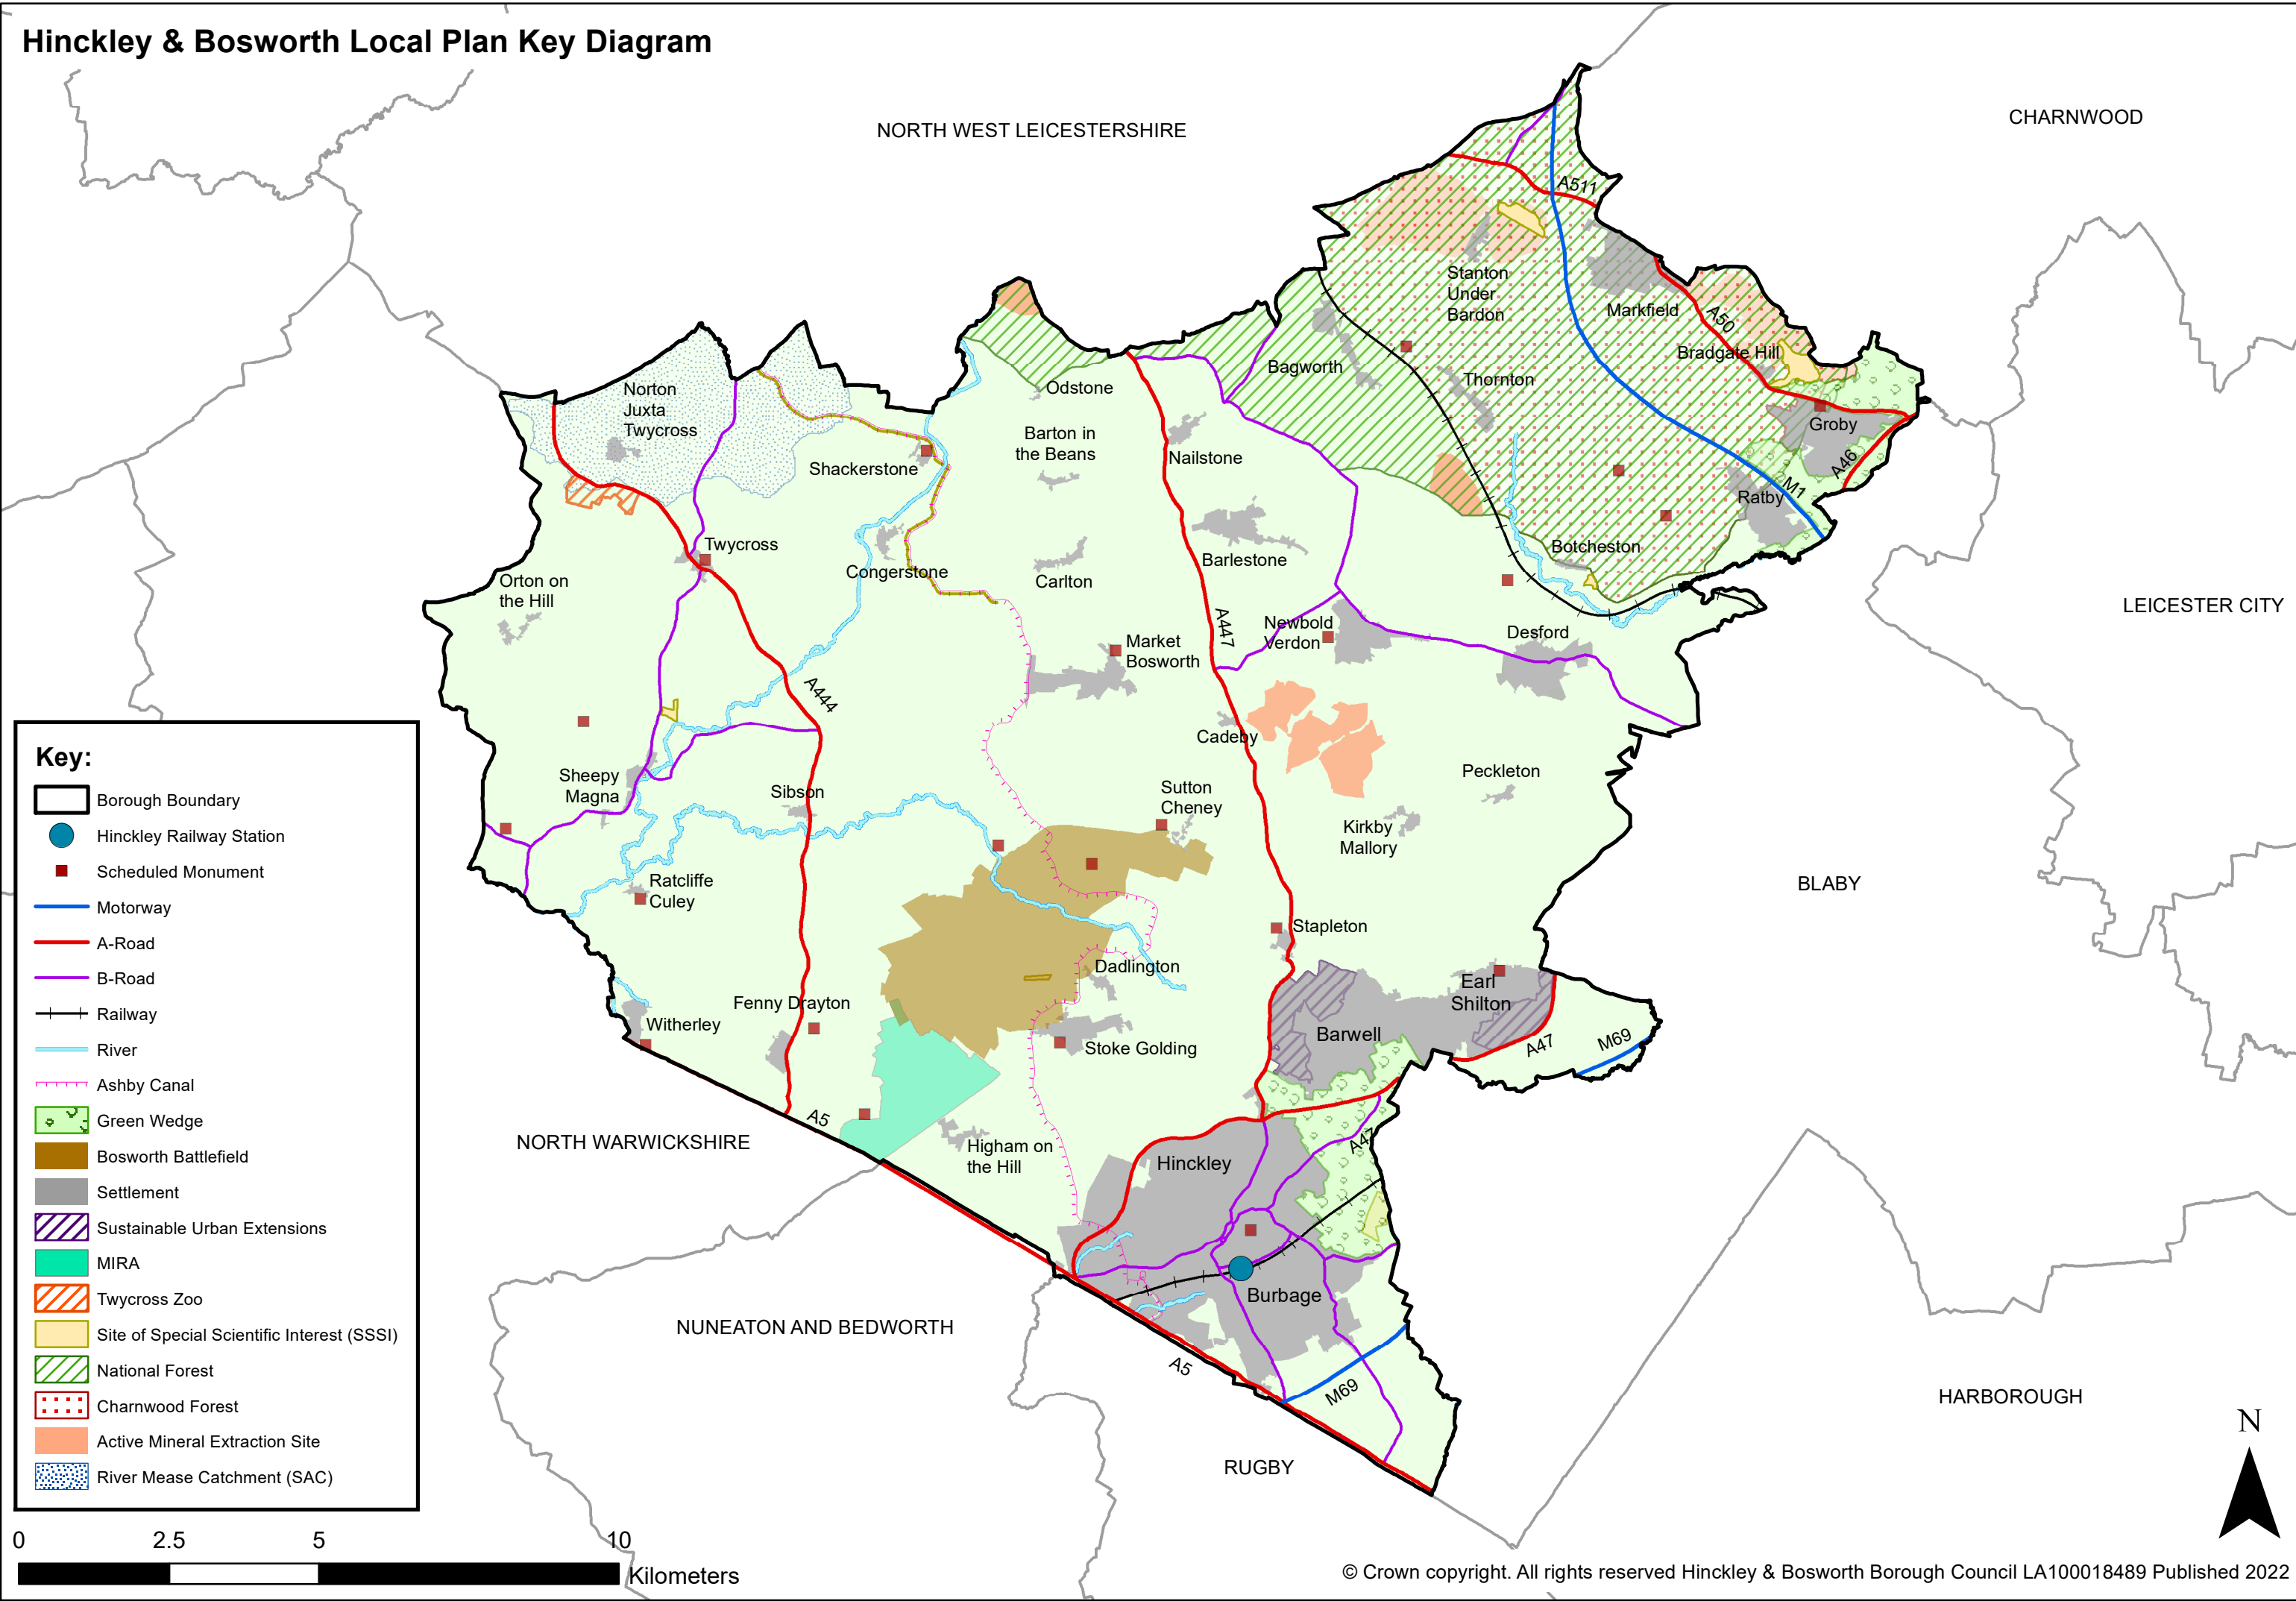 Hinckley & Bosworth Local Plan Key Diagram
NORTH WEST LEICESTERSHIRE
CHARNWOOD
A511
Stanton
Under
Bardon
Markfield
A50
Bradgate Hill
Bagworth
Thornton
Odstone
Norton
Juxta
Twycross
Groby
A46
Barton in
the Beans
Nailstone
Shackerstone
M1
Ratby
Twycross
Botcheston
Barlestone
Congerstone
Carlton
Orton on
the Hill
LEICESTER CITY
A447
Newbold
Verdon
Desford
Market
Bosworth
A444
Cadeby
Peckleton
Sheepy
Magna
Sibson
Sutton
Cheney
Kirkby
Mallory
Ratcliffe
Culey
BLABY
Stapleton
Dadlington
Earl
Shilton
Fenny Drayton
Witherley
Barwell
Stoke Golding
A47
M69
A5
NORTH WARWICKSHIRE
Higham on
the Hill
A47
Hinckley
Burbage
NUNEATON AND BEDWORTH
A5
M69
HARBOROUGH
RUGBY
N
Key:
Borough Boundary
Hinckley Railway Station
Scheduled Monument
Motorway
A-Road
B-Road
Railway
River
Ashby Canal
Green Wedge
Bosworth Battlefield
Settlement
Sustainable Urban Extensions
MIRA
Twycross Zoo
Site of Special Scientific Interest (SSSI)
National Forest
Charnwood Forest
Active Mineral Extraction Site
River Mease Catchment (SAC)
0 2.5 5 10
Kilometers
© Crown copyright. All rights reserved Hinckley & Bosworth Borough Council LA100018489 Published 2022